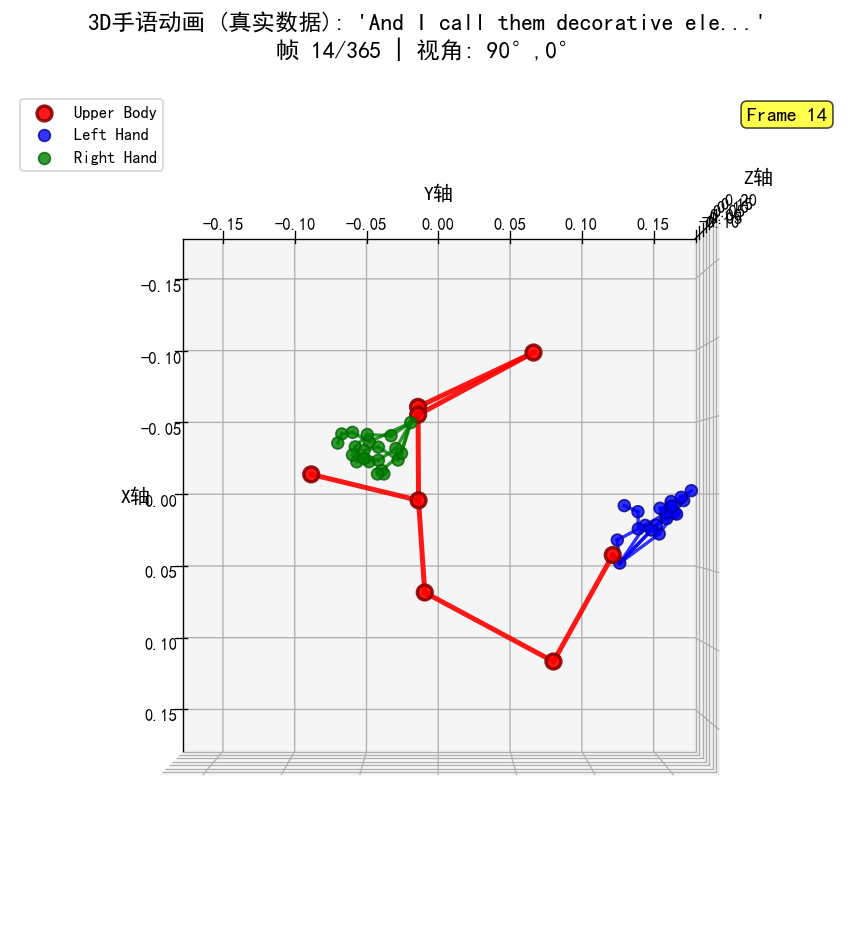 3D手语动画 (真实数据): 'And I call them decorative ele...'
帧 14/365 | 视角: 90°,0°
Upper Body
Left Hand
Right Hand
Frame 14
Z轴
Y轴
-0.15 -0.10 -0.05 0.00 0.05 0.10 0.15
-0.15
-0.10
-0.05
X轴
0.00
0.05
0.10
0.15